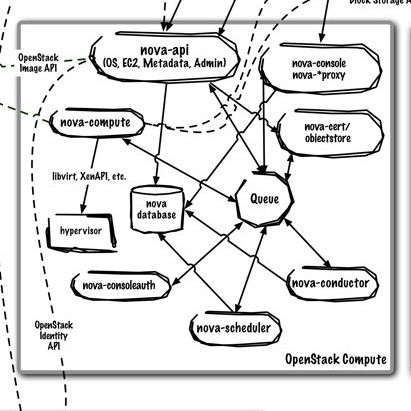 Block Storage A
nova-api
(OS, EC2, Metadata, Admin)
nova-console
nova-*proxy
OpenStack
Image API
nova-compute
nova-cert/
objectstore
libvirt, XenAPI, etc.
nova
database
Queue
hypervisor
nova-consoleauth
nova-conductor
nova-scheduler
OpenStack
Identity
API
OpenStack Compute